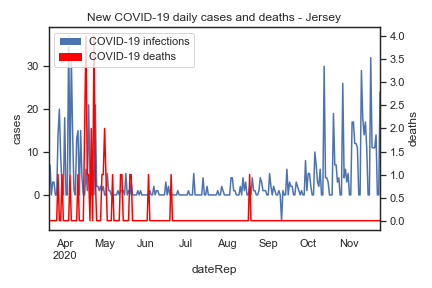 New COVID-19 daily cases and deaths - Jersey
COVID-19 infections
COVID-19 deaths
cases
30
20
10
0
deaths
4.0
3.5
3.0
2.5
2.0
1.5
1.0
0.5
0.0
Apr May Jun Jul Aug Sep Oct Nov
2020
dateRep